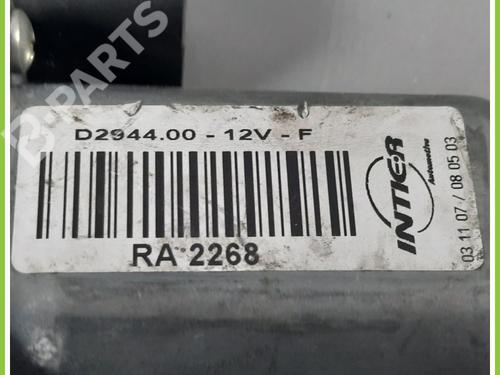 B-PARTS
D2944.00 - 12V - F
RA 2268
INTIER
Automotive
03 11 07 / 08 05 03